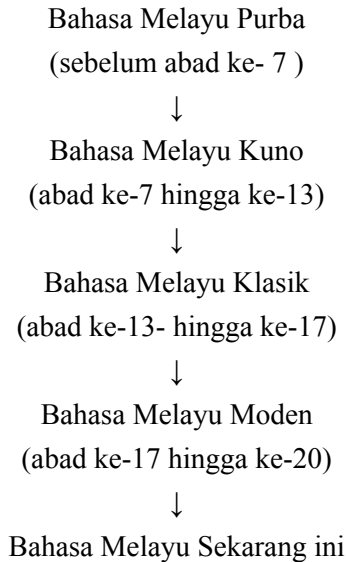 Bahasa Melayu Purba
(sebelum abad ke- 7 )
↓
Bahasa Melayu Kuno
(abad ke-7 hingga ke-13)
↓
Bahasa Melayu Klasik
(abad ke-13- hingga ke-17)
↓
Bahasa Melayu Moden
(abad ke-17 hingga ke-20)
↓
Bahasa Melayu Sekarang ini